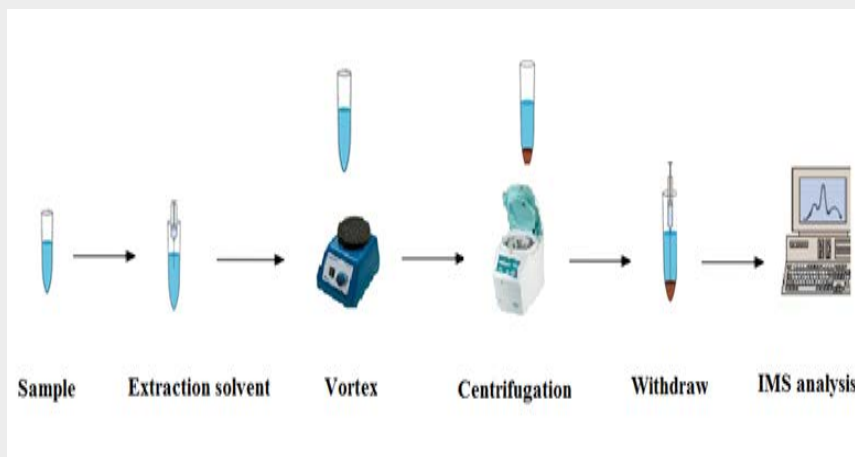 Sample
Extraction solvent
Vortex
Centrifugation
Withdraw
IMS analysis